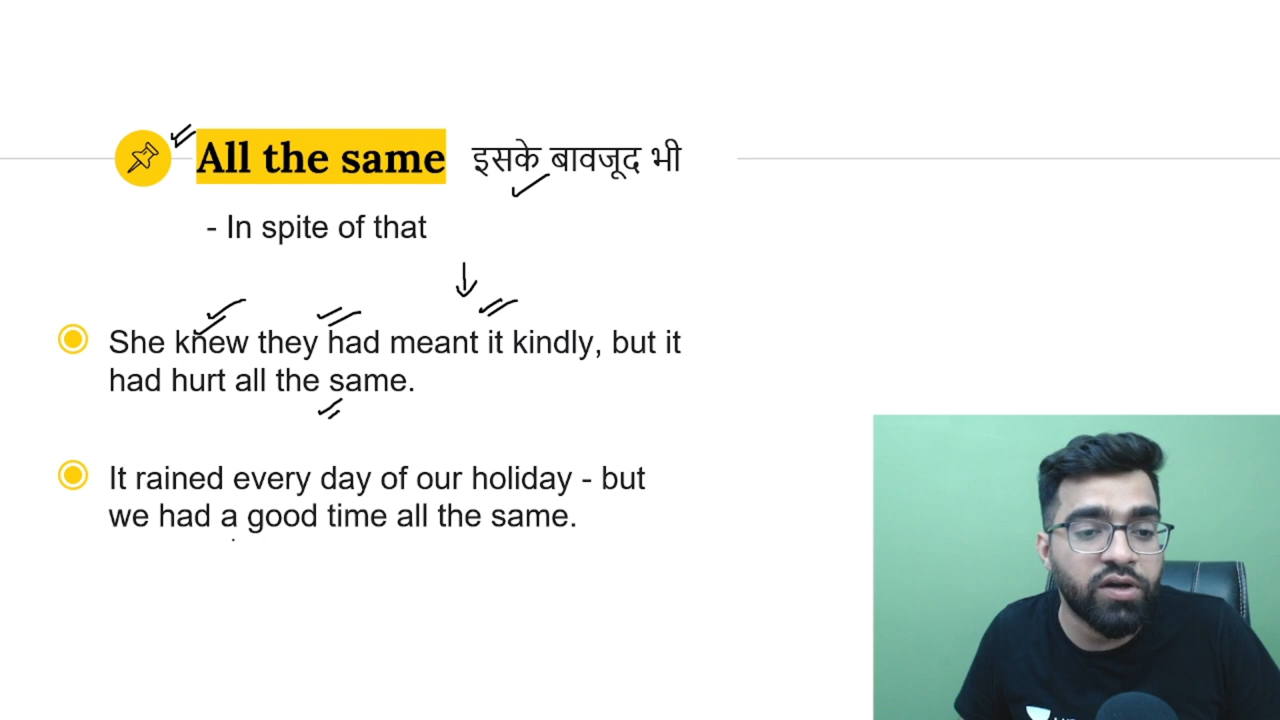 All the same इसके बावजूद भी
- In spite of that
She knew they had meant it kindly, but it
had hurt all the same.
It rained every day of our holiday - but
we had a good time all the same.